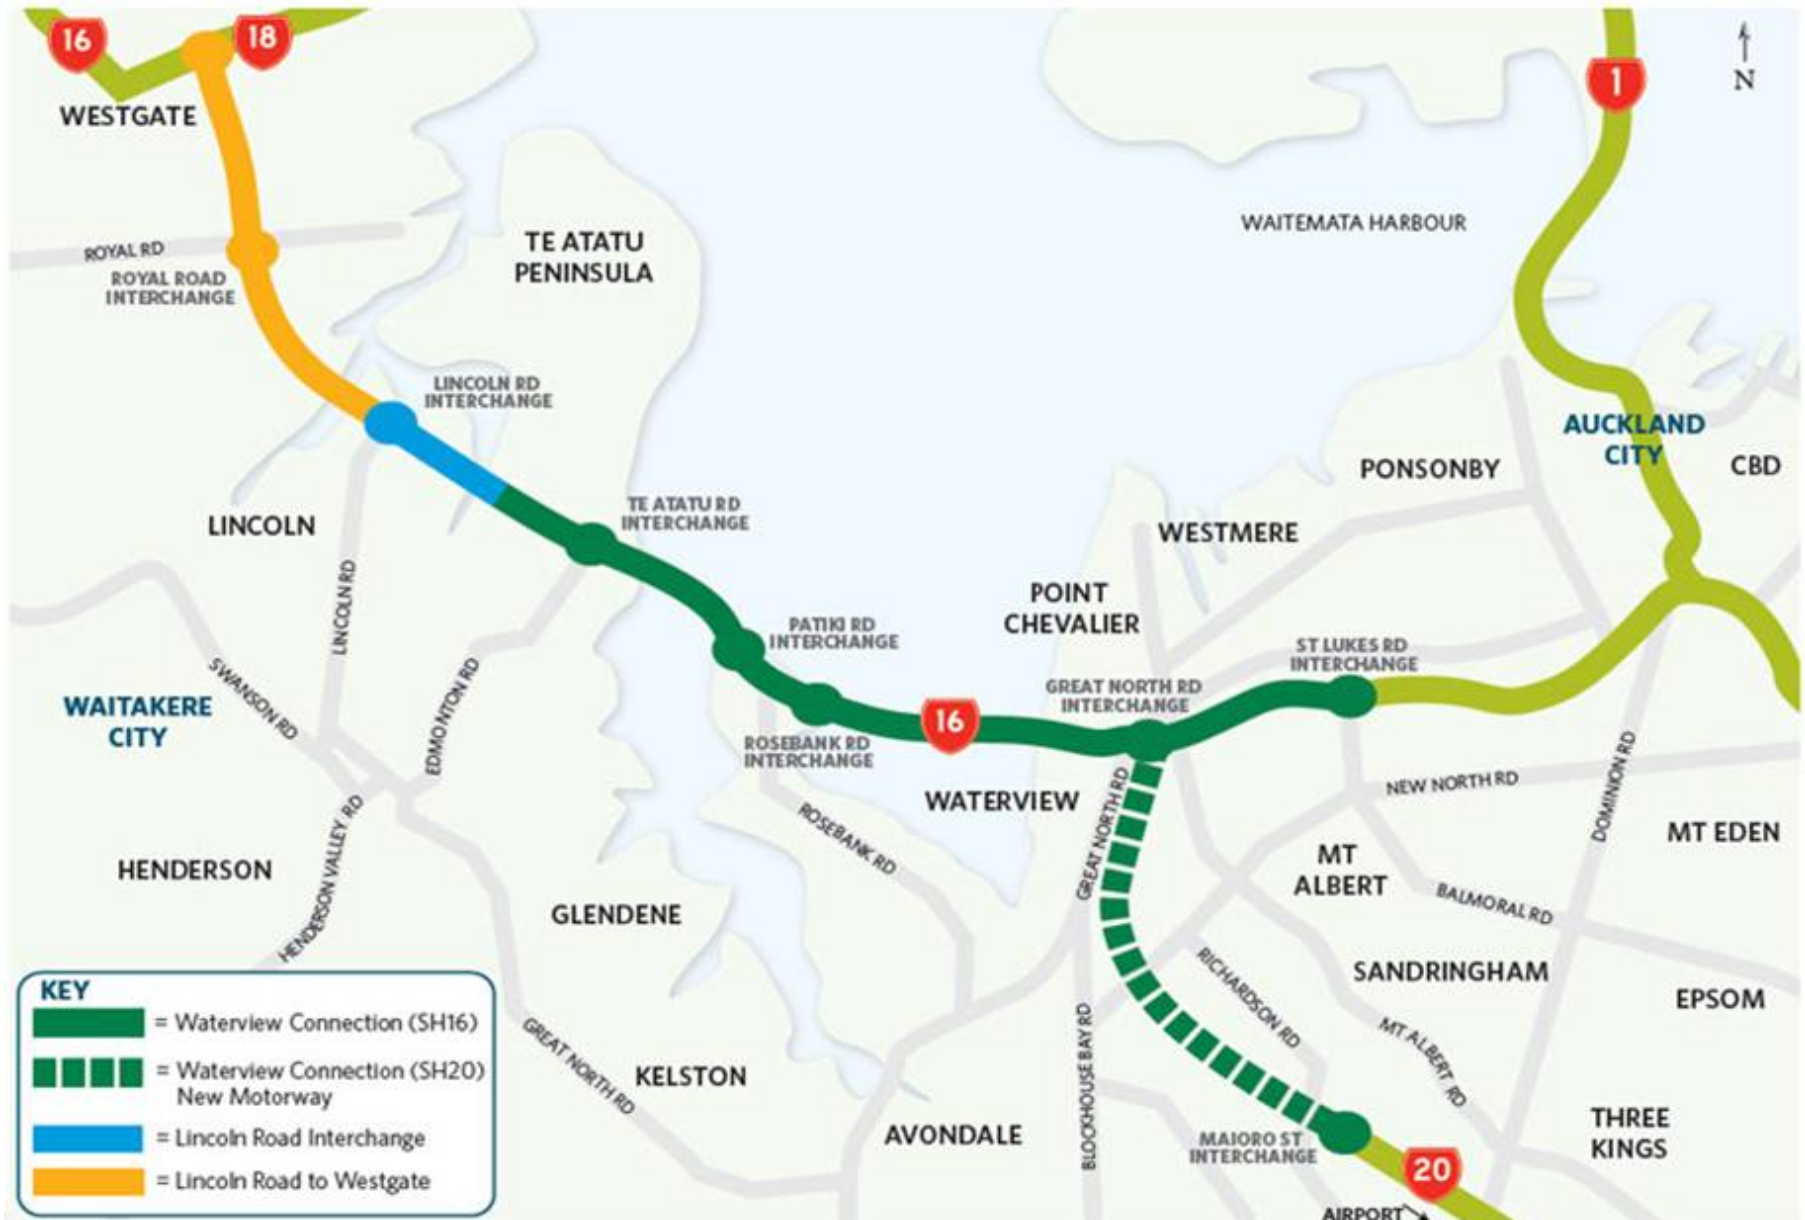 16
18
1
N
WESTGATE
ROYAL RD
ROYAL ROAD
INTERCHANGE
TE ATATU
PENINSULA
WAITEMATA HARBOUR
LINCOLN RD
INTERCHANGE
AUCKLAND
CITY
CBD
PONSONBY
LINCOLN
TE ATATU RD
INTERCHANGE
WESTMERE
POINT
CHEVALIER
LINCOLN RD
PATIKI RD
INTERCHANGE
ST LUKES RD
INTERCHANGE
SWANSON RD
EDMONTON RD
WAITAKERE
CITY
GREAT NORTH RD
INTERCHANGE
16
ROSEBANK RD
INTERCHANGE
WATERVIEW
GREAT NORTH RD
NEW NORTH RD
DOMINION RD
MT EDEN
ROSEBANK RD
HENDERSON
HENDERSON VALLEY RD
MT
ALBERT
BALMORAL RD
GLENDENE
SANDRINGHAM
EPSOM
RICHARDSON RD
MT ALBERT RD
BLOCKHOUSE BAY RD
GREAT NORTH RD
KELSTON
AVONDALE
MAIORO ST
INTERCHANGE
THREE
KINGS
20
AIRPORT
KEY
= Waterview Connection (SH16)
= Waterview Connection (SH20)
New Motorway
= Lincoln Road Interchange
= Lincoln Road to Westgate